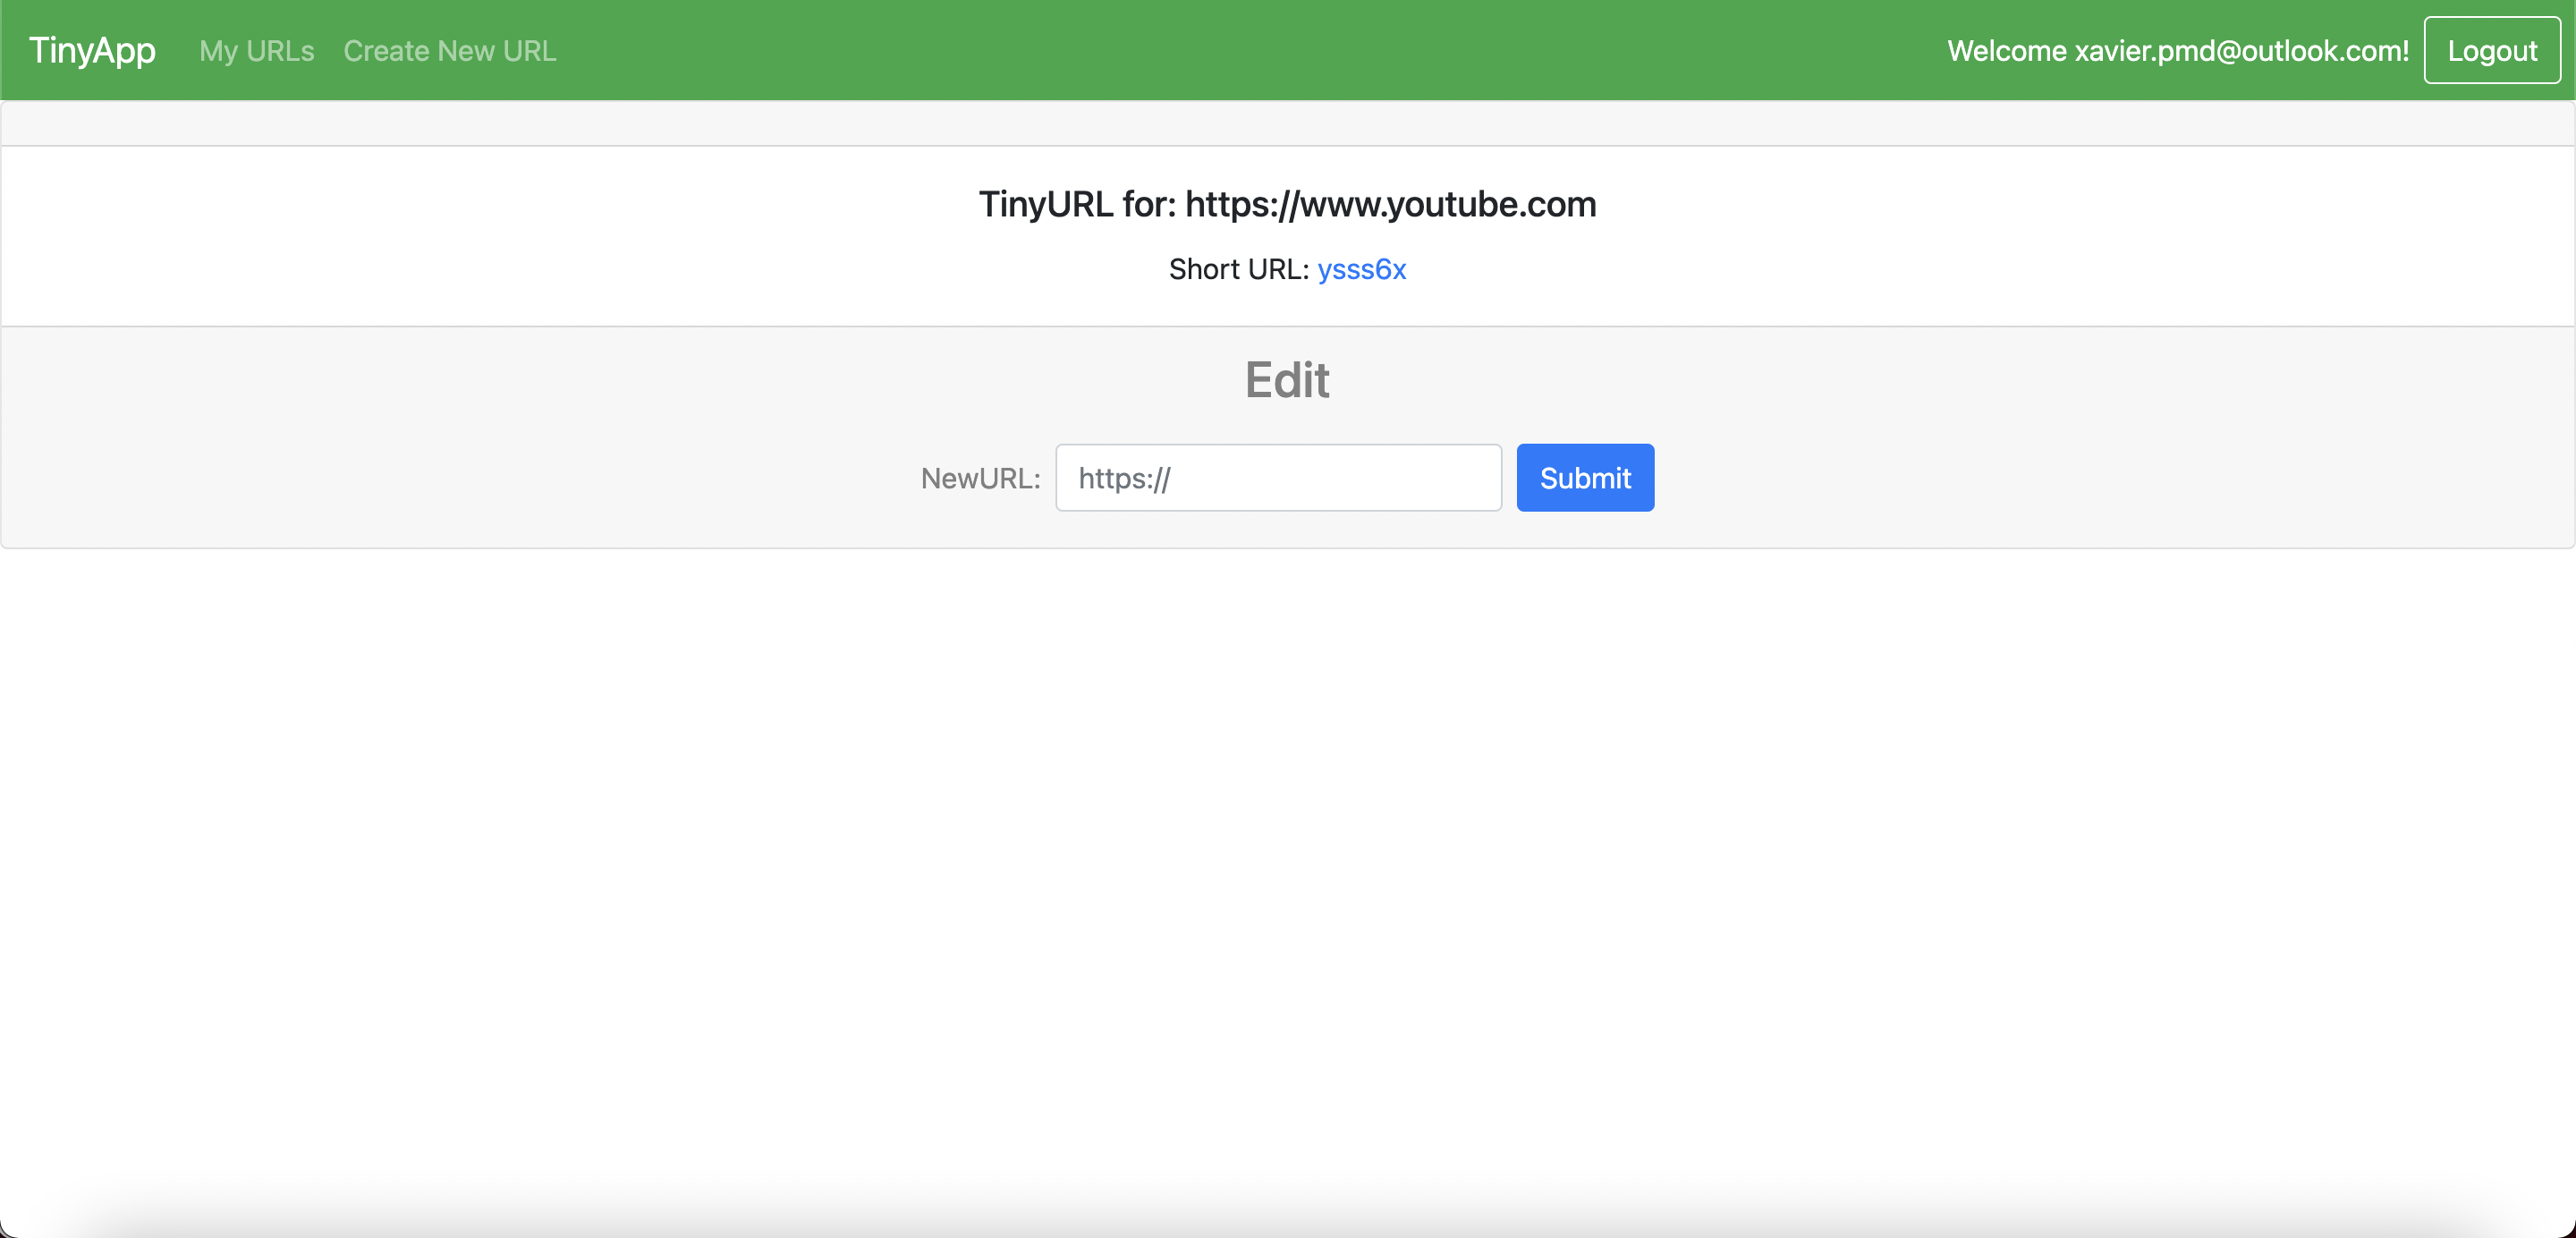 TinyApp My URLs Create New URL Welcome xavier.pmd@outlook.com! Logout
TinyURL for: https://www.youtube.com
Short URL: ysss6x
Edit
NewURL: https:// Submit